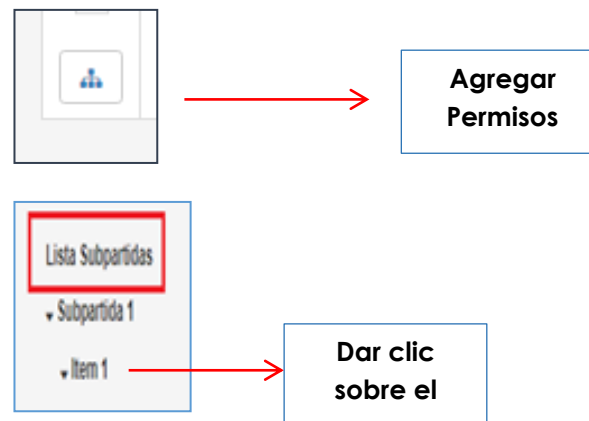 Agregar
Permisos
Lista Subpartidas
Subpartida 1
Item 1
Dar clic
sobre el